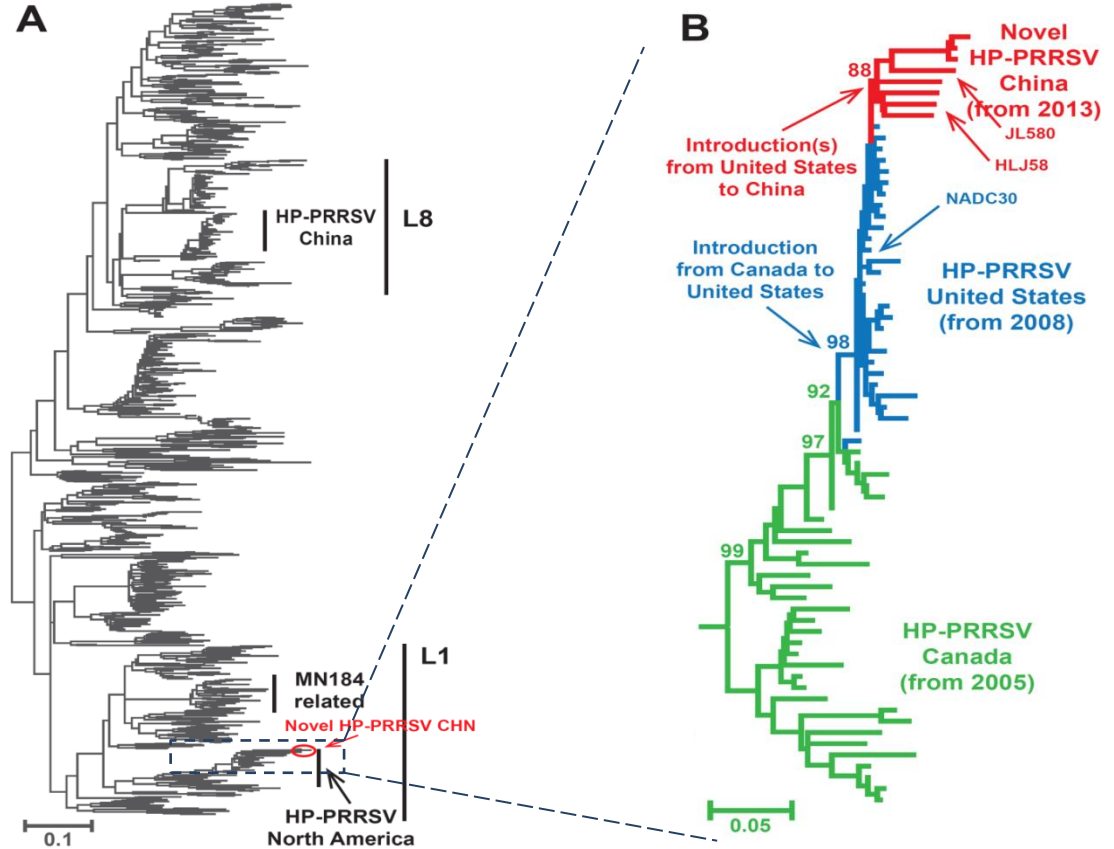 A
HP-PRRSV
China
L8
L1
MN184
related
Novel HP-PRRSV CHN
HP-PRRSV
North America
0.1
B
Novel
HP-PRRSV
China
(from 2013)
88
JL580
HLJ58
Introduction(s)
from United States
to China
NADC30
Introduction
from Canada to
United States
HP-PRRSV
United States
(from 2008)
98
92
97
99
HP-PRRSV
Canada
(from 2005)
0.05